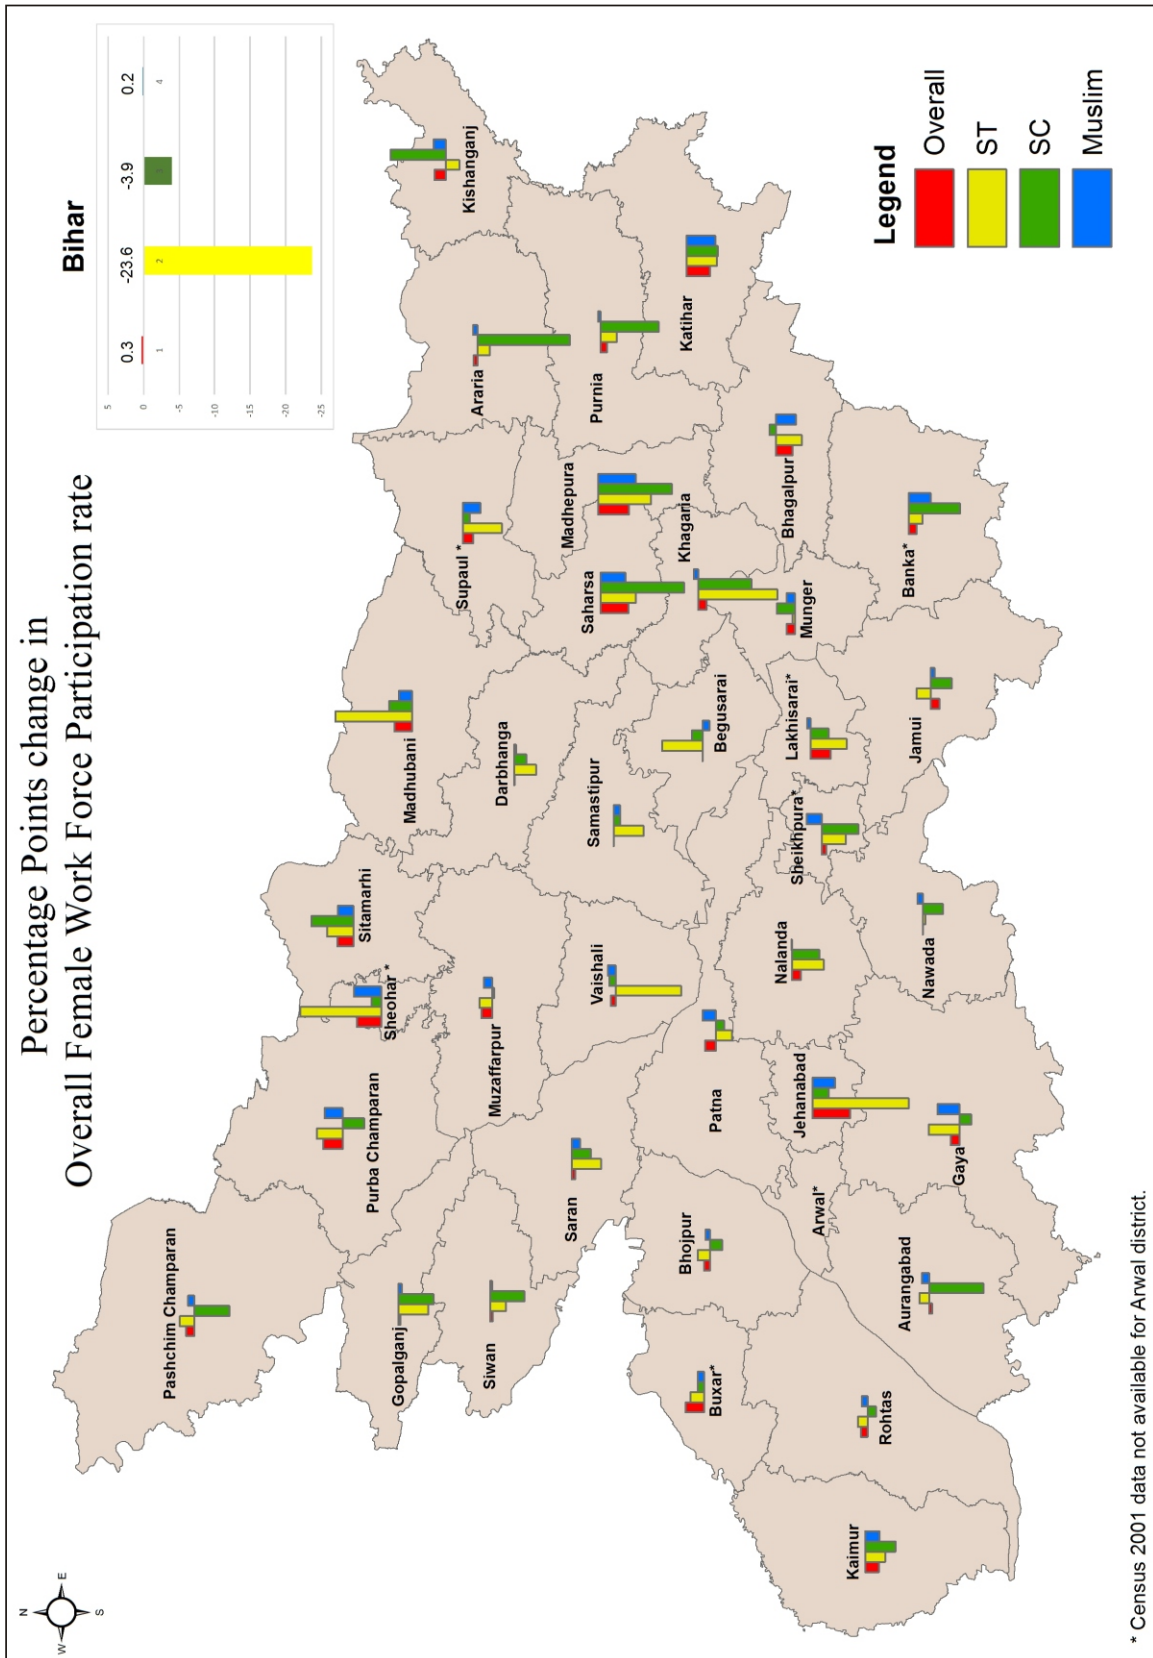 Percentage Points change in
Overall Female Work Force Participation rate
N
W
E
S
Bihar
0.3
-23.6
-3.9
0.2
5
0
-5
-10
-15
-20
-25
1
2
3
4
Pashchim Champaran
Purba Champaran
Sheohar *
Sitamarhi
Madhubani
Supaul *
Araria
Kishanganj
Gopalganj
Siwan
Muzaffarpur
Darbhanga
Saran
Vaishali
Samastipur
Saharsa
Madhepura
Purnia
Katihar
Begusarai
Khagaria
Buxar*
Bhojpur
Patna
Nalanda
Sheikhpura*
Lakhisarai*
Munger
Bhagalpur
Kaimur
Rohtas
Aurangabad
Arwal*
Jehanabad
Gaya
Nawada
Jamui
Banka*
Legend
Overall
ST
SC
Muslim
* Census 2001 data not available for Arwal district.